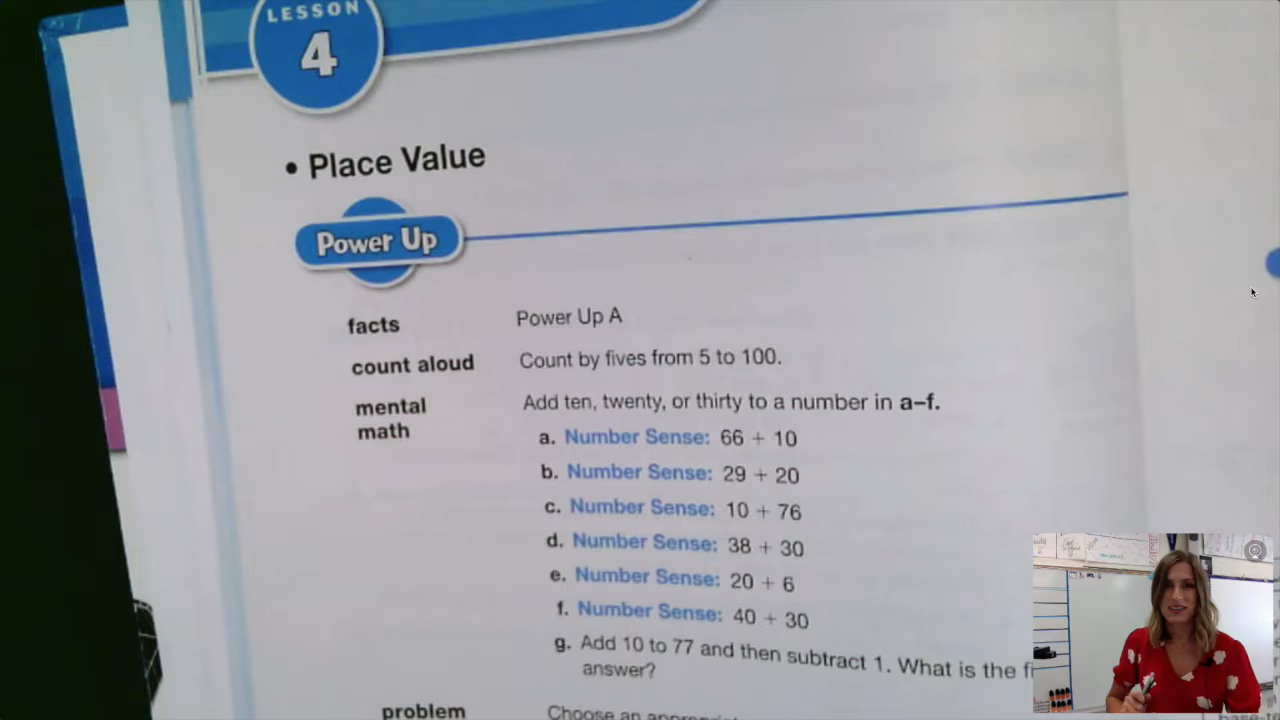 LESSON
4
• Place Value
Power Up
facts Power Up A
count aloud Count by fives from 5 to 100.
mental math Add ten, twenty, or thirty to a number in a–f.
a. Number Sense: 66 + 10
b. Number Sense: 29 + 20
c. Number Sense: 10 + 76
d. Number Sense: 38 + 30
e. Number Sense: 20 + 6
f. Number Sense: 40 + 30
g. Add 10 to 77 and then subtract 1. What is the
answer?
problem Choose an